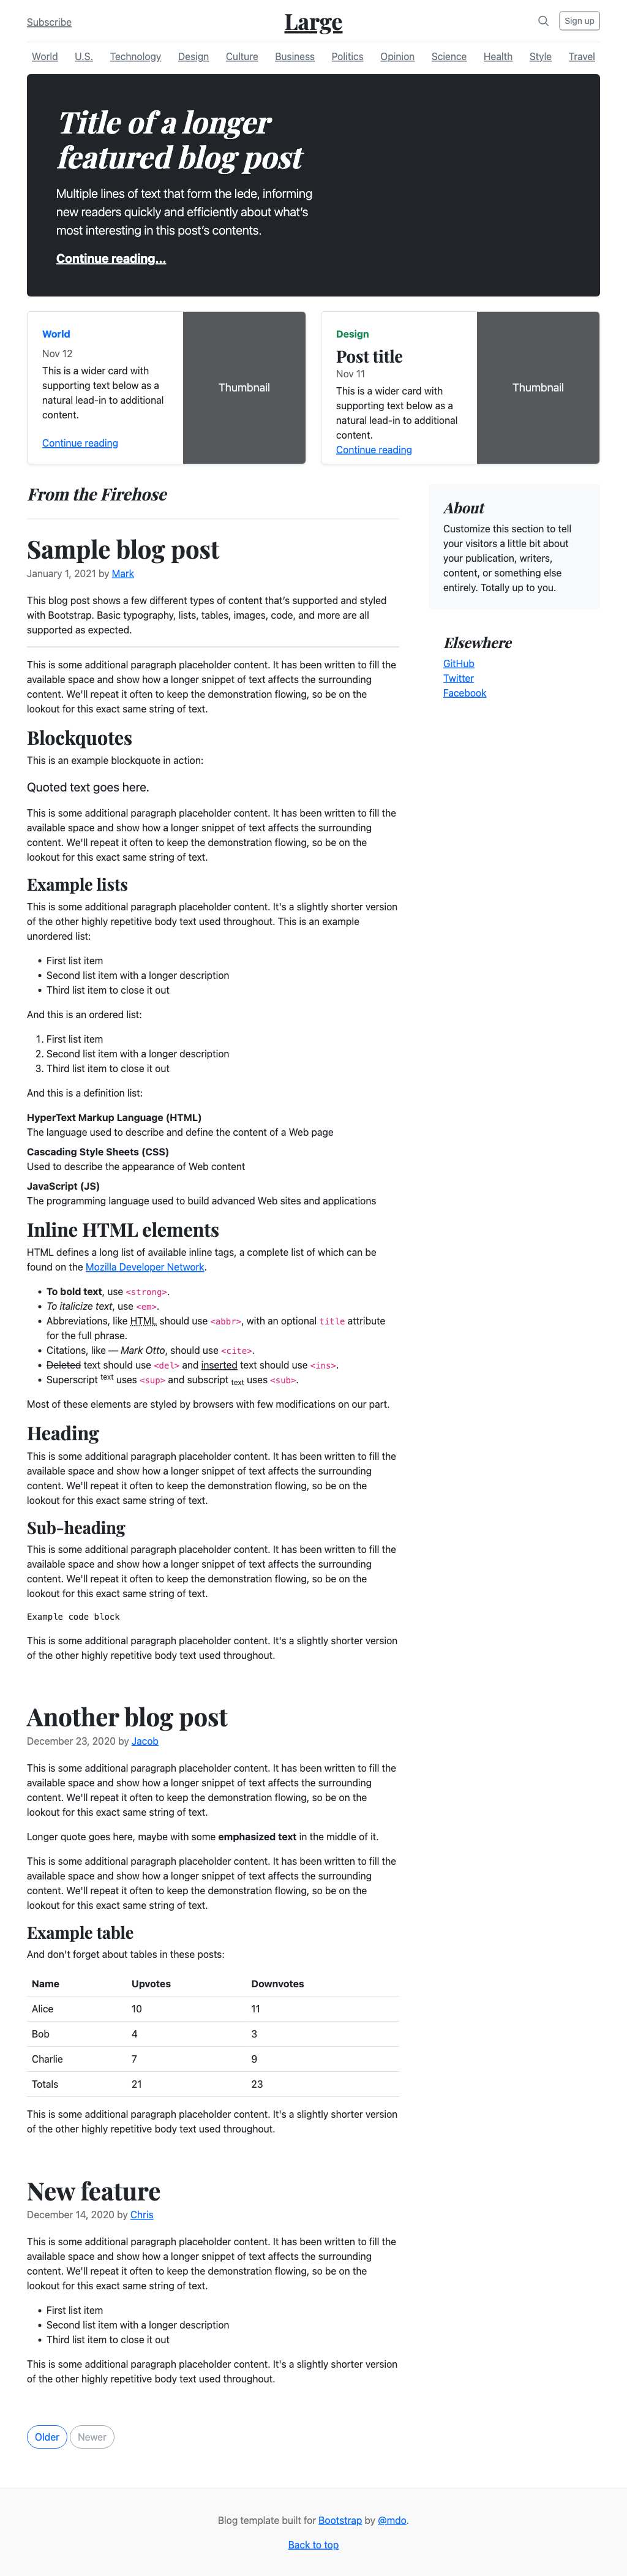 Subscribe
Large
Sign up
World U.S. Technology Design Culture Business Politics Opinion Science Health Style Travel
Title of a longer
featured blog post
Multiple lines of text that form the lede, informing
new readers quickly and efficiently about what’s
most interesting in this post’s contents.
Continue reading...
World
Nov 12
This is a wider card with
supporting text below as a
natural lead-in to additional
content.
Continue reading
Thumbnail
Design
Post title
Nov 11
This is a wider card with
supporting text below as a
natural lead-in to additional
content.
Continue reading
Thumbnail
From the Firehose
Sample blog post
January 1, 2021 by Mark
This blog post shows a few different types of content that’s supported and styled
with Bootstrap. Basic typography, lists, tables, images, code, and more are all
supported as expected.
This is some additional paragraph placeholder content. It has been written to fill the
available space and show how a longer snippet of text affects the surrounding
content. We'll repeat it often to keep the demonstration flowing, so be on the
lookout for this exact same string of text.
Blockquotes
This is an example blockquote in action:
Quoted text goes here.
This is some additional paragraph placeholder content. It has been written to fill the
available space and show how a longer snippet of text affects the surrounding
content. We'll repeat it often to keep the demonstration flowing, so be on the
lookout for this exact same string of text.
Example lists
This is some additional paragraph placeholder content. It's a slightly shorter version
of the other highly repetitive body text used throughout. This is an example
unordered list:
• First list item
• Second list item with a longer description
• Third list item to close it out
And this is an ordered list:
1. First list item
2. Second list item with a longer description
3. Third list item to close it out
And this is a definition list:
HyperText Markup Language (HTML)
The language used to describe and define the content of a Web page
Cascading Style Sheets (CSS)
Used to describe the appearance of Web content
JavaScript (JS)
The programming language used to build advanced Web sites and applications
Inline HTML elements
HTML defines a long list of available inline tags, a complete list of which can be
found on the Mozilla Developer Network.
• To bold text, use <strong>.
• To italicize text, use <em>.
• Abbreviations, like HTML should use <abbr>, with an optional title attribute
for the full phrase.
• Citations, like — Mark Otto, should use <cite>.
• Deleted text should use <del> and inserted text should use <ins>.
• Superscript text uses <sup> and subscript text uses <sub>.
Most of these elements are styled by browsers with few modifications on our part.
Heading
This is some additional paragraph placeholder content. It has been written to fill the
available space and show how a longer snippet of text affects the surrounding
content. We'll repeat it often to keep the demonstration flowing, so be on the
lookout for this exact same string of text.
Sub-heading
This is some additional paragraph placeholder content. It has been written to fill the
available space and show how a longer snippet of text affects the surrounding
content. We'll repeat it often to keep the demonstration flowing, so be on the
lookout for this exact same string of text.
Example code block
This is some additional paragraph placeholder content. It's a slightly shorter version
of the other highly repetitive body text used throughout.
Another blog post
December 23, 2020 by Jacob
This is some additional paragraph placeholder content. It has been written to fill the
available space and show how a longer snippet of text affects the surrounding
content. We'll repeat it often to keep the demonstration flowing, so be on the
lookout for this exact same string of text.
Longer quote goes here, maybe with some emphasized text in the middle of it.
This is some additional paragraph placeholder content. It has been written to fill the
available space and show how a longer snippet of text affects the surrounding
content. We'll repeat it often to keep the demonstration flowing, so be on the
lookout for this exact same string of text.
Example table
And don't forget about tables in these posts:
Name Upvotes Downvotes
Alice 10 11
Bob 4 3
Charlie 7 9
Totals 21 23
This is some additional paragraph placeholder content. It's a slightly shorter version
of the other highly repetitive body text used throughout.
New feature
December 14, 2020 by Chris
This is some additional paragraph placeholder content. It has been written to fill the
available space and show how a longer snippet of text affects the surrounding
content. We'll repeat it often to keep the demonstration flowing, so be on the
lookout for this exact same string of text.
• First list item
• Second list item with a longer description
• Third list item to close it out
This is some additional paragraph placeholder content. It's a slightly shorter version
of the other highly repetitive body text used throughout.
Older Newer
About
Customize this section to tell
your visitors a little bit about
your publication, writers,
content, or something else
entirely. Totally up to you.
Elsewhere
GitHub
Twitter
Facebook
Blog template built for Bootstrap by @mdo.
Back to top